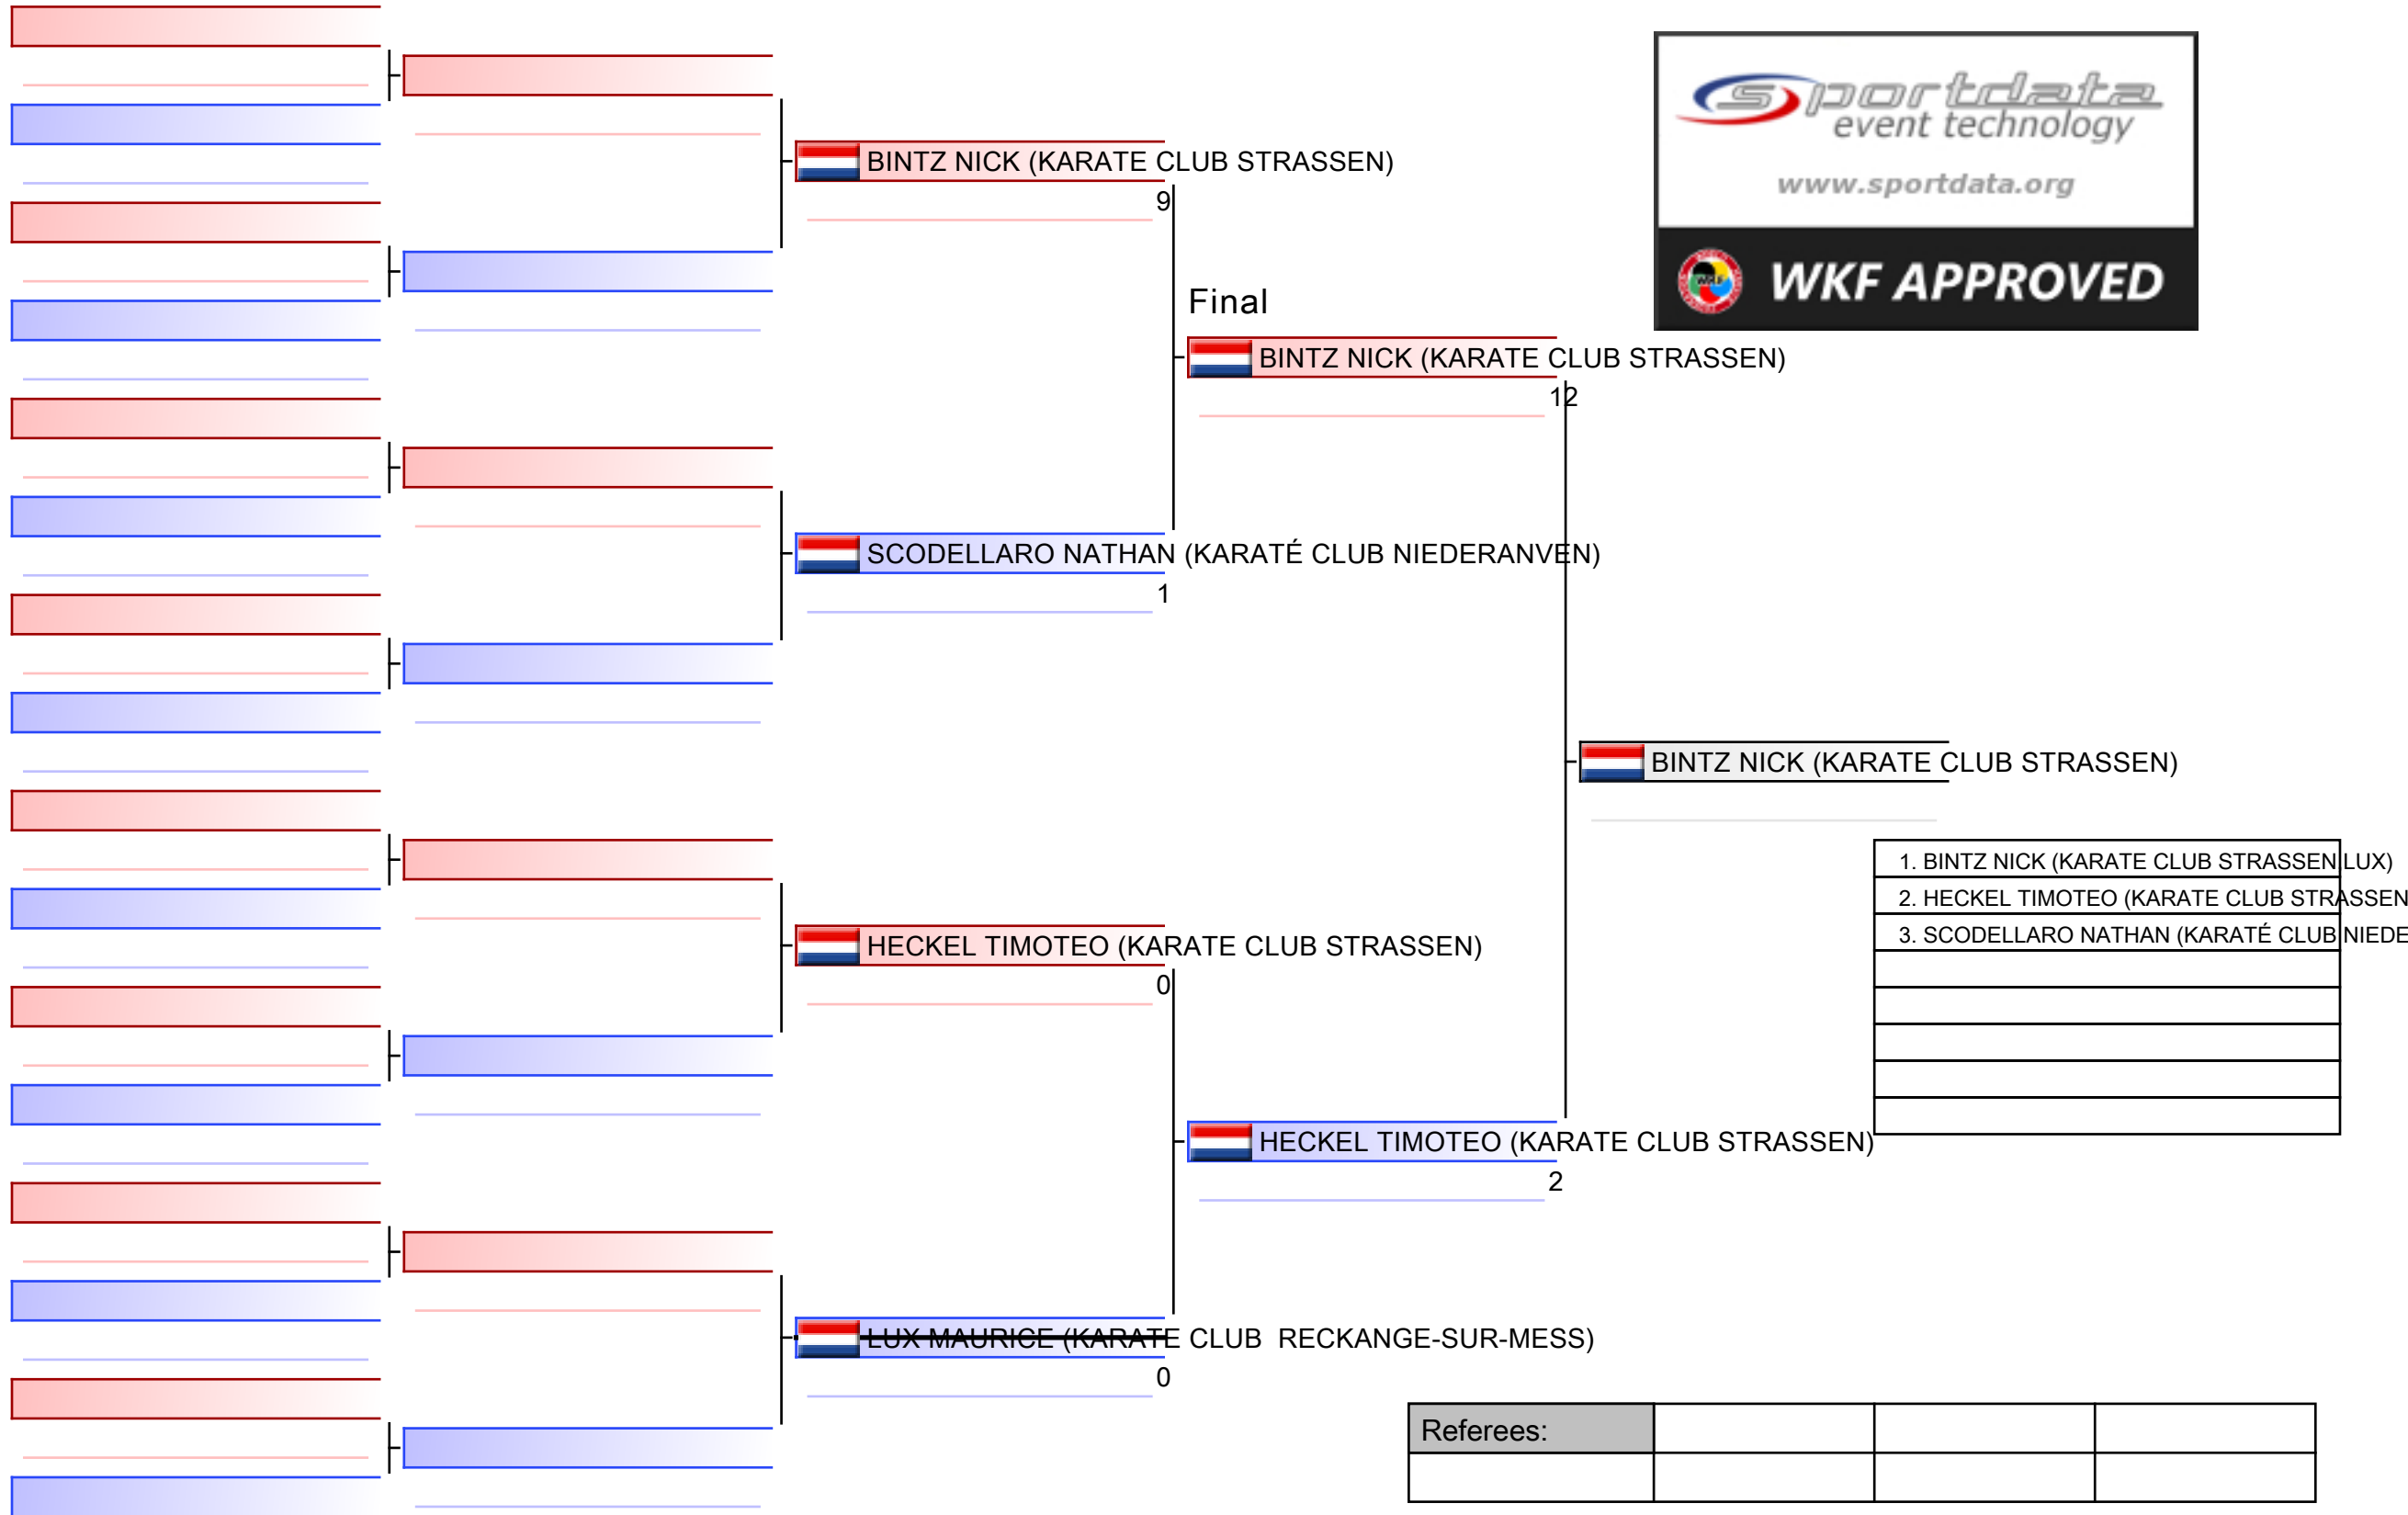 sportdata
event technology
www.sportdata.org
WKF APPROVED
BINTZ NICK (KARATE CLUB STRASSEN)
9
Final
BINTZ NICK (KARATE CLUB STRASSEN)
12
SCODELLARO NATHAN (KARATÉ CLUB NIEDERANVEN)
1
BINTZ NICK (KARATE CLUB STRASSEN)
1. BINTZ NICK (KARATE CLUB STRASSEN LUX)
2. HECKEL TIMOTEO (KARATE CLUB STRASSEN
3. SCODELLARO NATHAN (KARATÉ CLUB NIEDE
HECKEL TIMOTEO (KARATE CLUB STRASSEN)
0
HECKEL TIMOTEO (KARATE CLUB STRASSEN)
2
LUX MAURICE (KARATE CLUB  RECKANGE-SUR-MESS)
0
Referees: